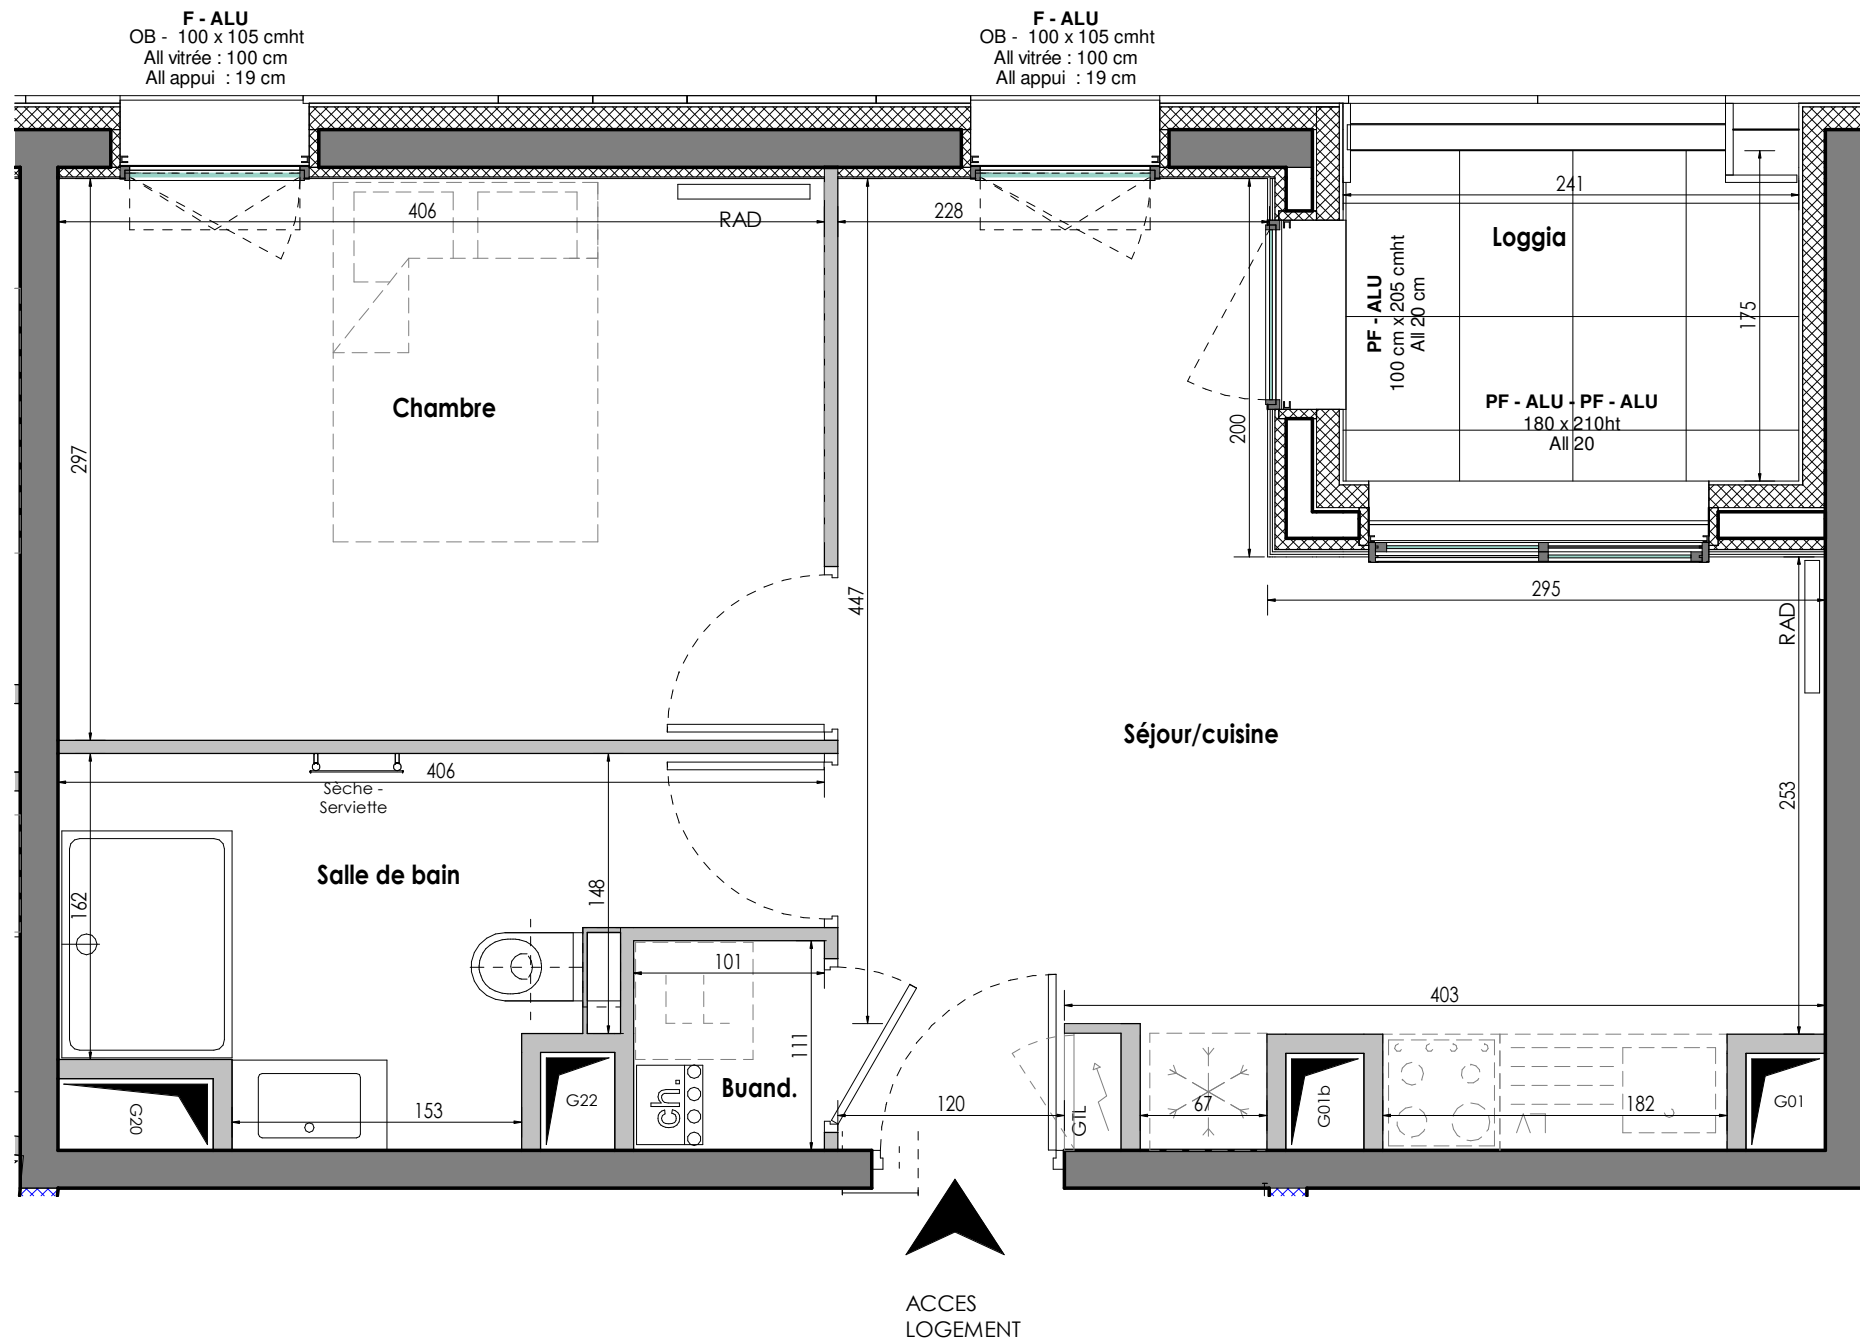 F - ALU
OB - 100 x 105 cmht
All vitrée : 100 cm
All appui : 19 cm
F - ALU
OB - 100 x 105 cmht
All vitrée : 100 cm
All appui : 19 cm
406
RAD
228
241
Loggia
PF - ALU
100 cm x 205 cmht
All 20 cm
175
PF - ALU - PF - ALU
180 x 210ht
All 20
Chambre
297
200
447
295
RAD
Séjour/cuisine
406
Sèche -
Serviette
253
Salle de bain
162
148
101
403
111
Buand.
ch.
G20
153
G22
120
GTL
67
G01b
182
G01
ACCES
LOGEMENT